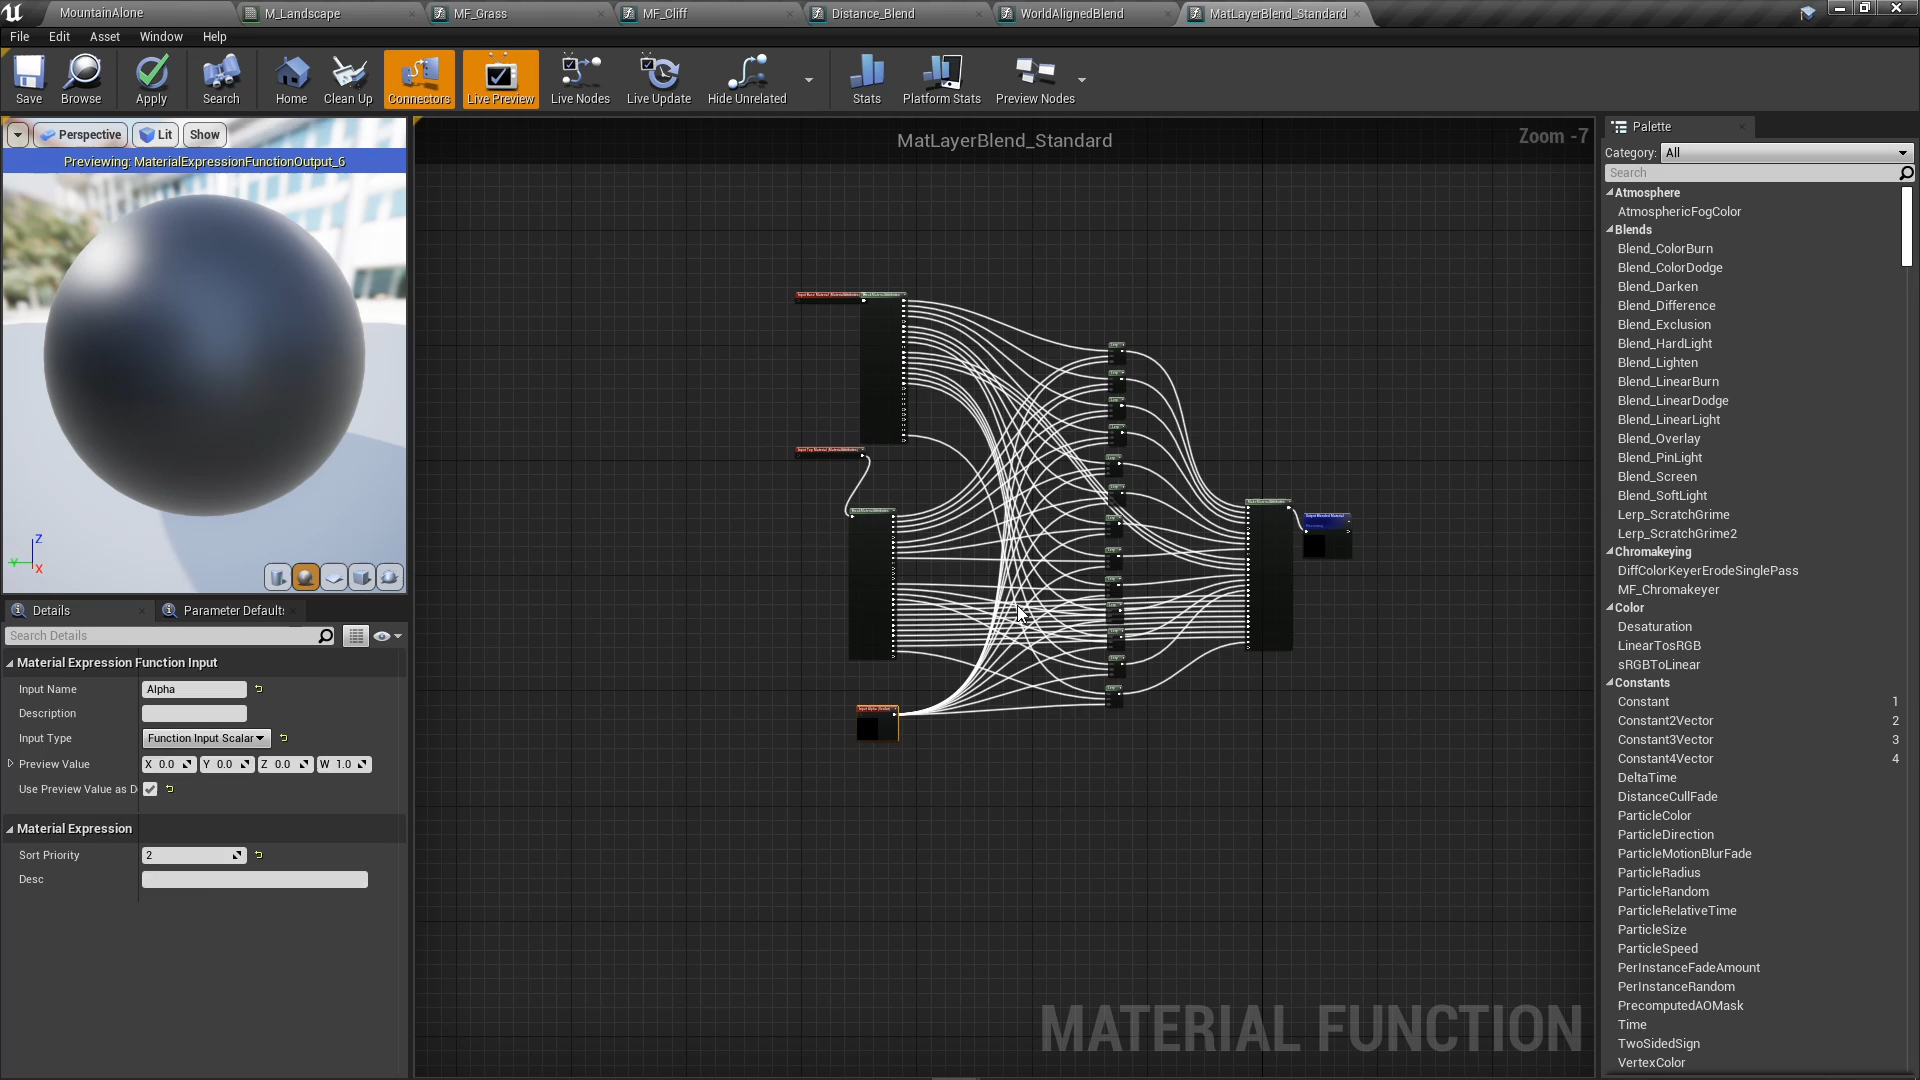 MountainAlone
M_Landscape
MF_Grass
MF_Cliff
Distance_Blend
WorldAlignedBlend
MatLayerBlend_Standard
File
Edit
Asset
Window
Help
Save
Browse
Apply
Search
Home
Clean Up
Connectors
Live Preview
Live Nodes
Live Update
Hide Unrelated
Stats
Platform Stats
Preview Nodes
Perspective
Lit
Show
Previewing: MaterialExpressionFunctionOutput_6
Z
Y
X
Details
Parameter Defaults
Search Details
Material Expression Function Input
Input Name
Alpha
Description
Input Type
Function Input Scalar
Preview Value
X 0.0
Y 0.0
Z 0.0
W 1.0
Use Preview Value as D
Material Expression
Sort Priority
2
Desc
MatLayerBlend_Standard
Zoom -7
MATERIAL FUNCTION
Palette
Category:
All
Search
Atmosphere
AtmosphericFogColor
Blends
Blend_ColorBurn
Blend_ColorDodge
Blend_Darken
Blend_Difference
Blend_Exclusion
Blend_HardLight
Blend_Lighten
Blend_LinearBurn
Blend_LinearDodge
Blend_LinearLight
Blend_Overlay
Blend_PinLight
Blend_Screen
Blend_SoftLight
Lerp_ScratchGrime
Lerp_ScratchGrime2
Chromakeying
DiffColorKeyerErodeSinglePass
MF_Chromakeyer
Color
Desaturation
LinearTosRGB
sRGBToLinear
Constants
Constant 1
Constant2Vector 2
Constant3Vector 3
Constant4Vector 4
DeltaTime
DistanceCullFade
ParticleColor
ParticleDirection
ParticleMotionBlurFade
ParticleRadius
ParticleRandom
ParticleRelativeTime
ParticleSize
ParticleSpeed
PerInstanceFadeAmount
PerInstanceRandom
PrecomputedAOMask
Time
TwoSidedSign
VertexColor